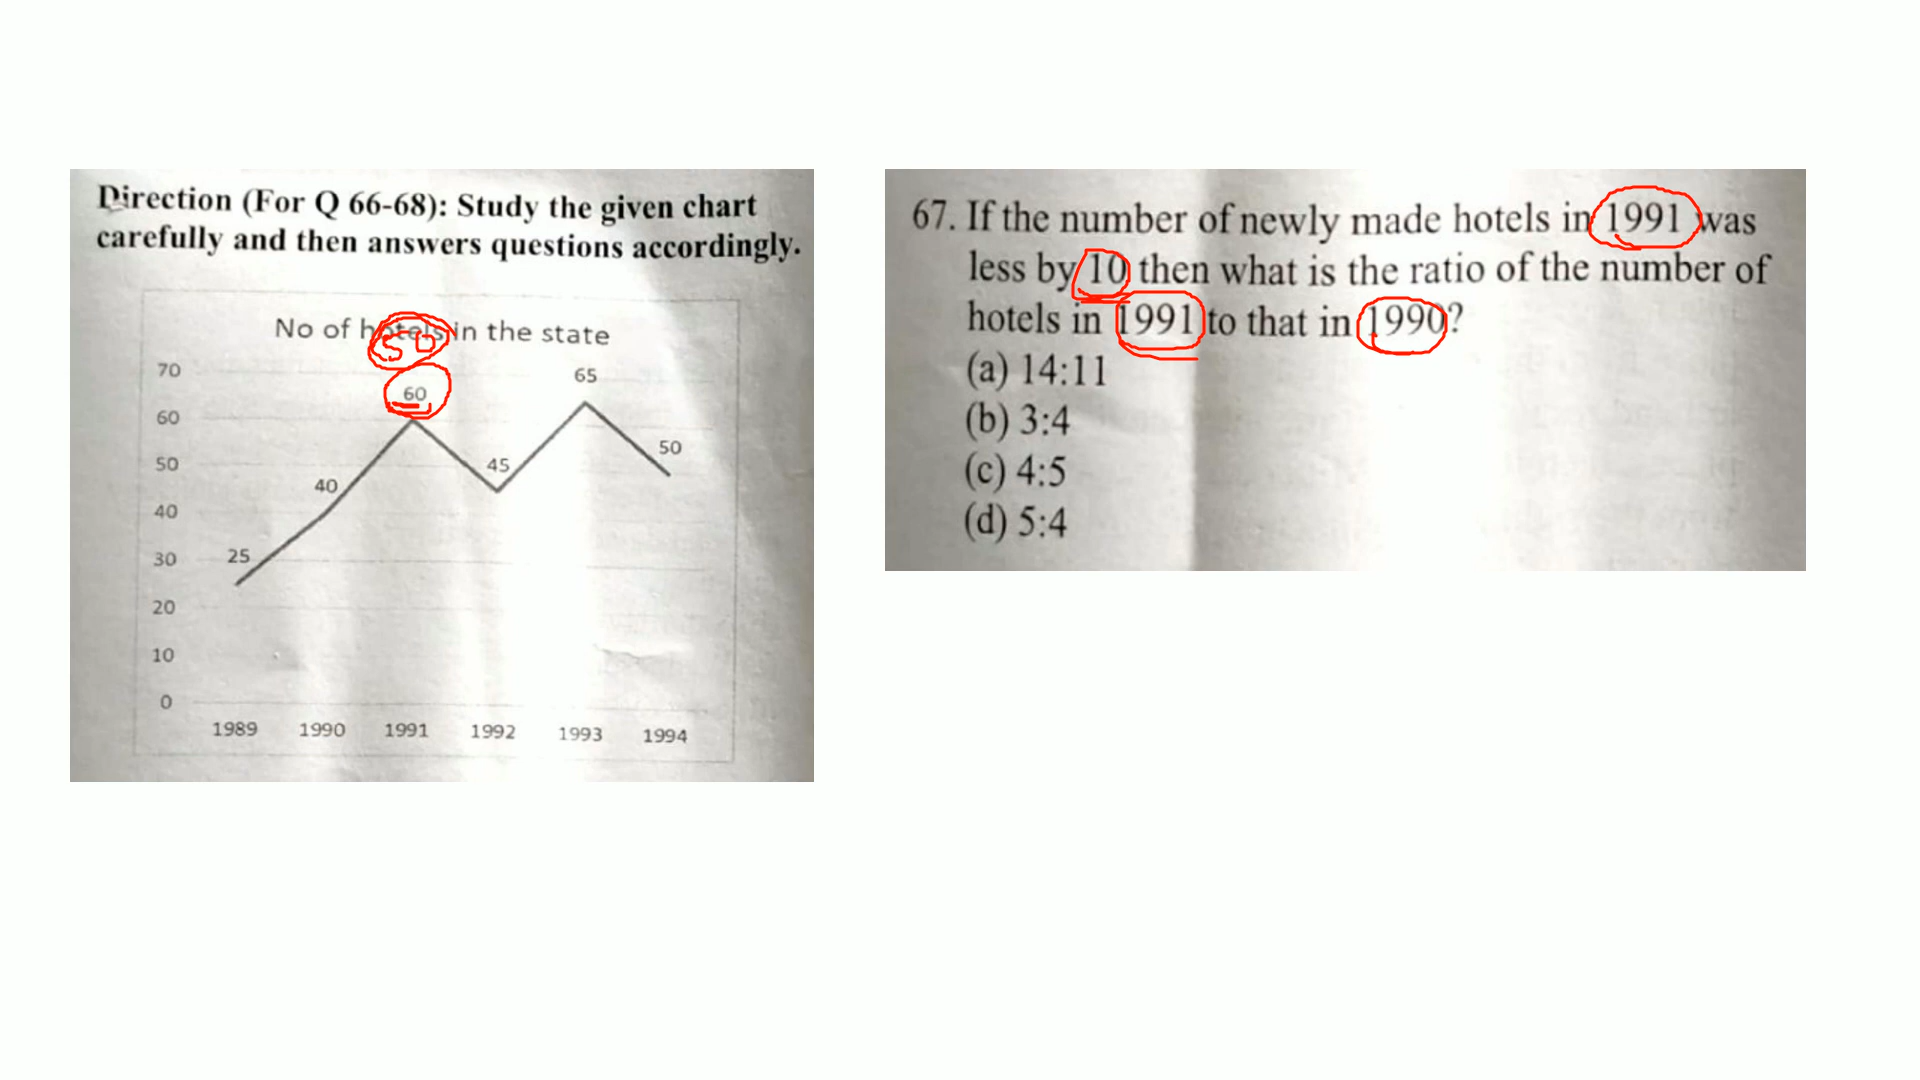 Direction (For Q 66-68): Study the given chart
carefully and then answers questions accordingly.
No of hotels in the state
50
70
60
50
40
30
20
10
0
25
40
60
45
65
50
1989 1990 1991 1992 1993 1994
67. If the number of newly made hotels in 1991 was
less by 10 then what is the ratio of the number of
hotels in 1991 to that in 1990?
(a) 14:11
(b) 3:4
(c) 4:5
(d) 5:4